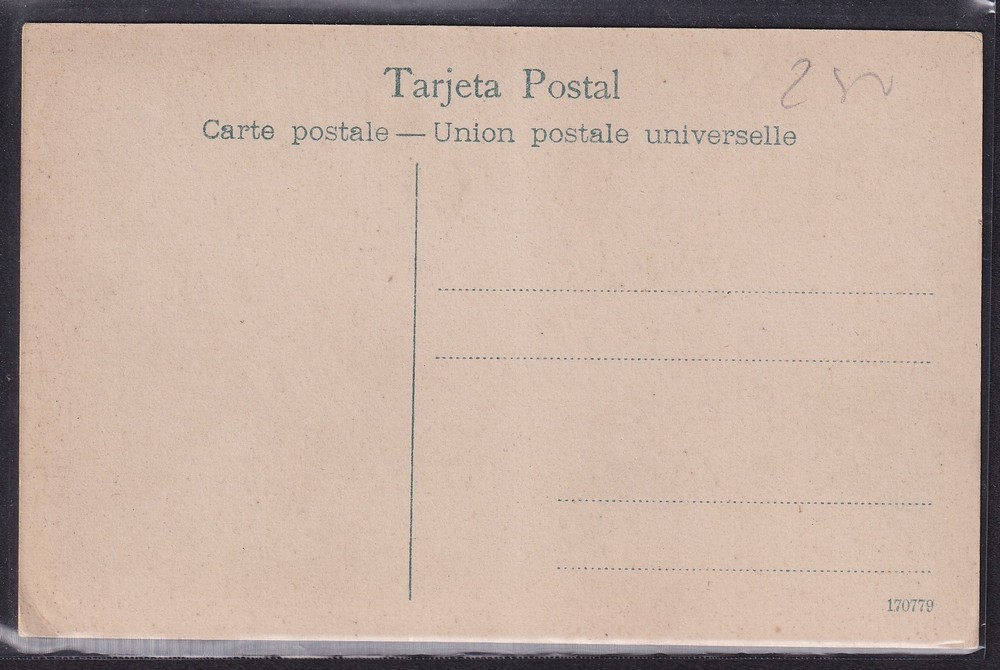 Tarjeta Postal
Carte postale — Union postale universelle
170779